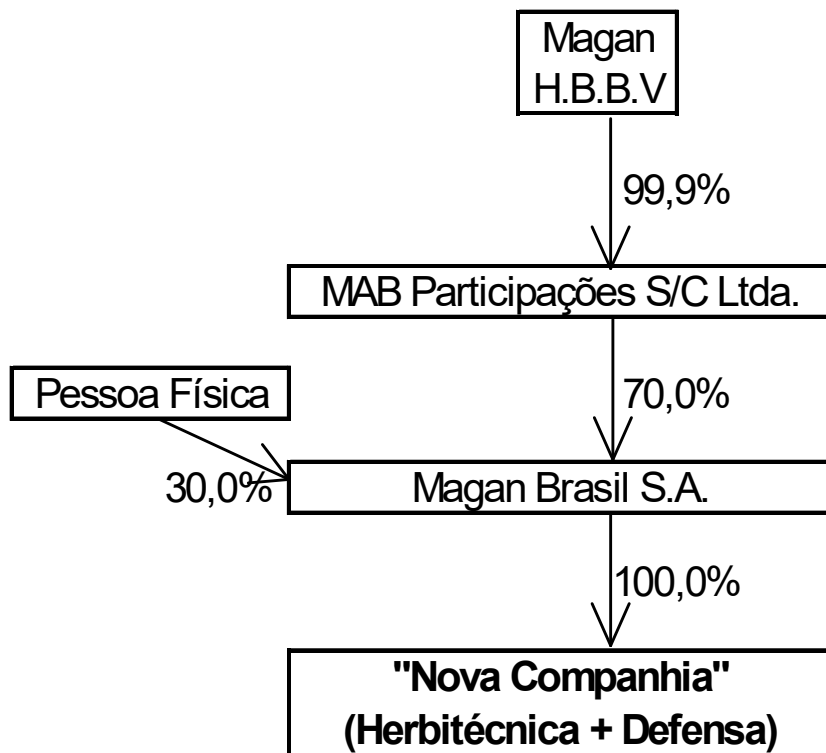 Magan
H.B.B.V
99,9%
MAB Participações S/C Ltda.
Pessoa Física
70,0%
30,0%
Magan Brasil S.A.
100,0%
"Nova Companhia"
(Herbitécnica + Defensa)